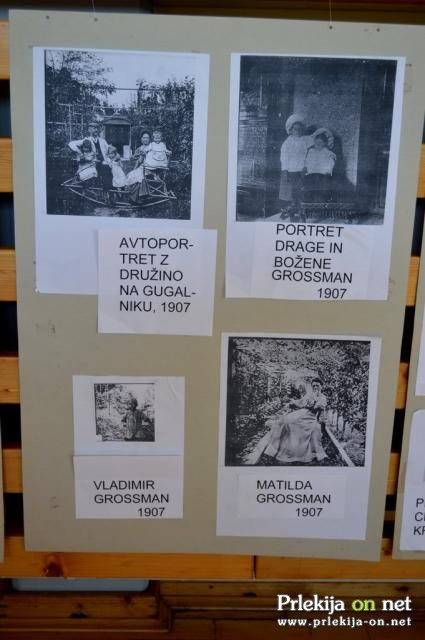 AVTOPOR-
TRET Z
DRUŽINO
NA GUGAL-
NIKU, 1907
PORTRET
DRAGE IN
BOŽENE
GROSSMAN
1907
VLADIMIR
GROSSMAN
1907
MATILDA
GROSSMAN
1907
Prlekija on net
www.prlekija-on.net